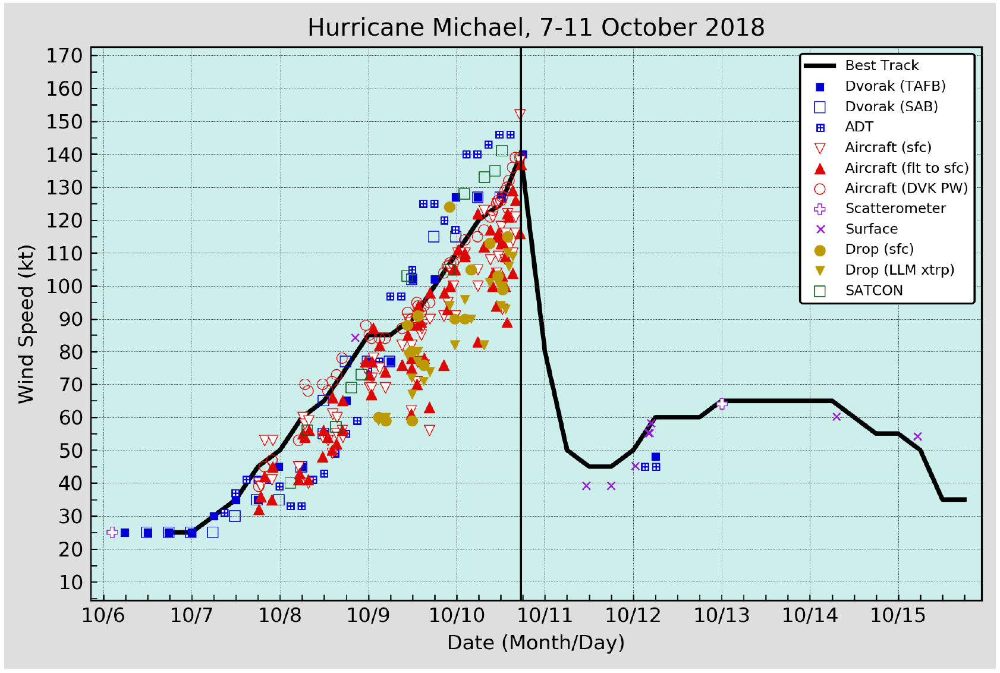 Hurricane Michael, 7-11 October 2018
170
160
150
140
130
120
110
100
90
80
70
60
50
40
30
20
10
Wind Speed (kt)
Best Track
Dvorak (TAFB)
Dvorak (SAB)
ADT
Aircraft (sfc)
Aircraft (flt to sfc)
Aircraft (DVK PW)
Scatterometer
Surface
Drop (sfc)
Drop (LLM xtrp)
SATCON
10/6 10/7 10/8 10/9 10/10 10/11 10/12 10/13 10/14 10/15
Date (Month/Day)